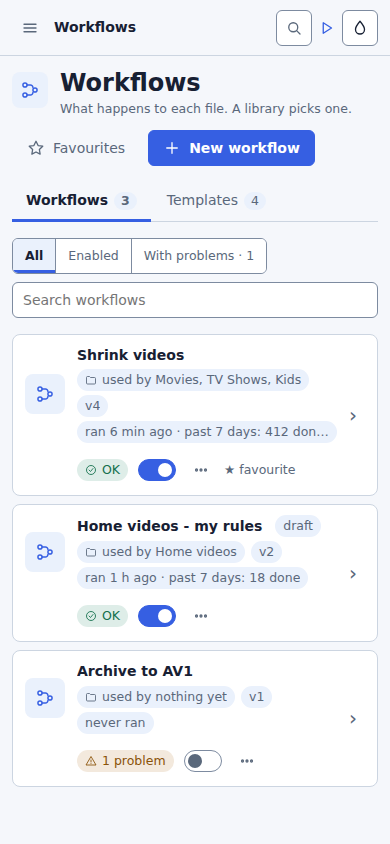 Workflows
Workflows
What happens to each file. A library picks one.
Favourites
New workflow
Workflows 3
Templates 4
All
Enabled
With problems · 1
Search workflows
Shrink videos
used by Movies, TV Shows, Kids
v4
ran 6 min ago · past 7 days: 412 don…
OK
★ favourite
Home videos - my rules draft
used by Home videos v2
ran 1 h ago · past 7 days: 18 done
OK
Archive to AV1
used by nothing yet v1
never ran
1 problem